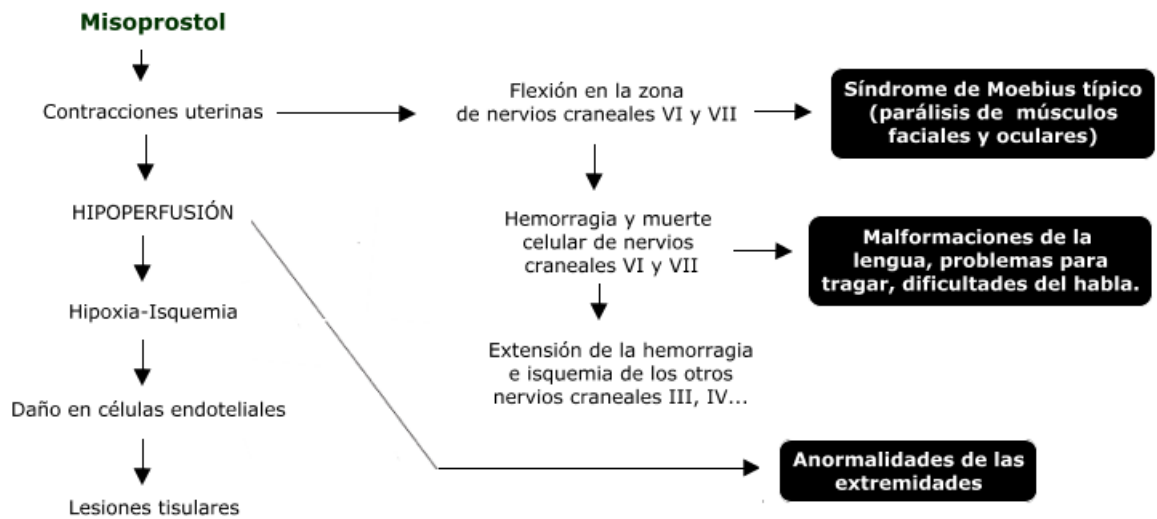 Misoprostol
Contracciones uterinas
HIPOPERFUSIÓN
Hipoxia-Isquemia
Daño en células endoteliales
Lesiones tisulares
Flexión en la zona
de nervios craneales VI y VII
Hemorragia y muerte
celular de nervios
craneales VI y VII
Extensión de la hemorragia
e isquemia de los otros
nervios craneales III, IV...
Síndrome de Moebius típico
(parálisis de músculos
faciales y oculares)
Malformaciones de la
lengua, problemas para
tragar, dificultades del habla.
Anormalidades de las
extremidades